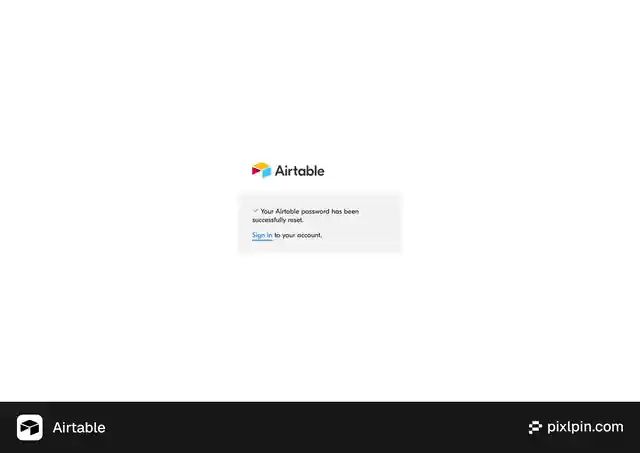 Airtable
✓ Your Airtable password has been
successfully reset.
Sign in to your account.
Airtable
pixlpin.com